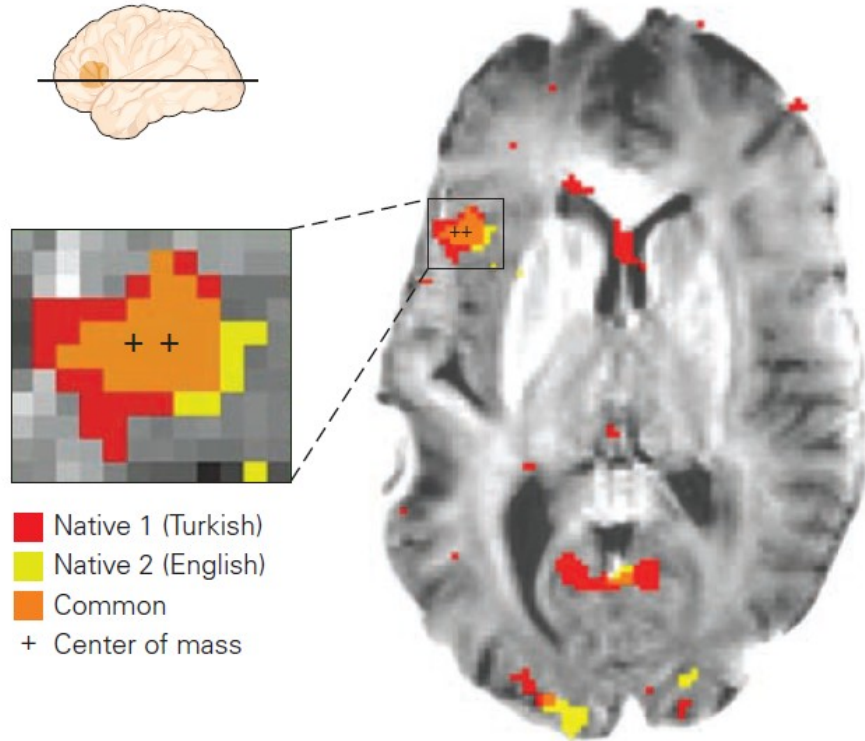 Native 1 (Turkish)
Native 2 (English)
Common
+ Center of mass